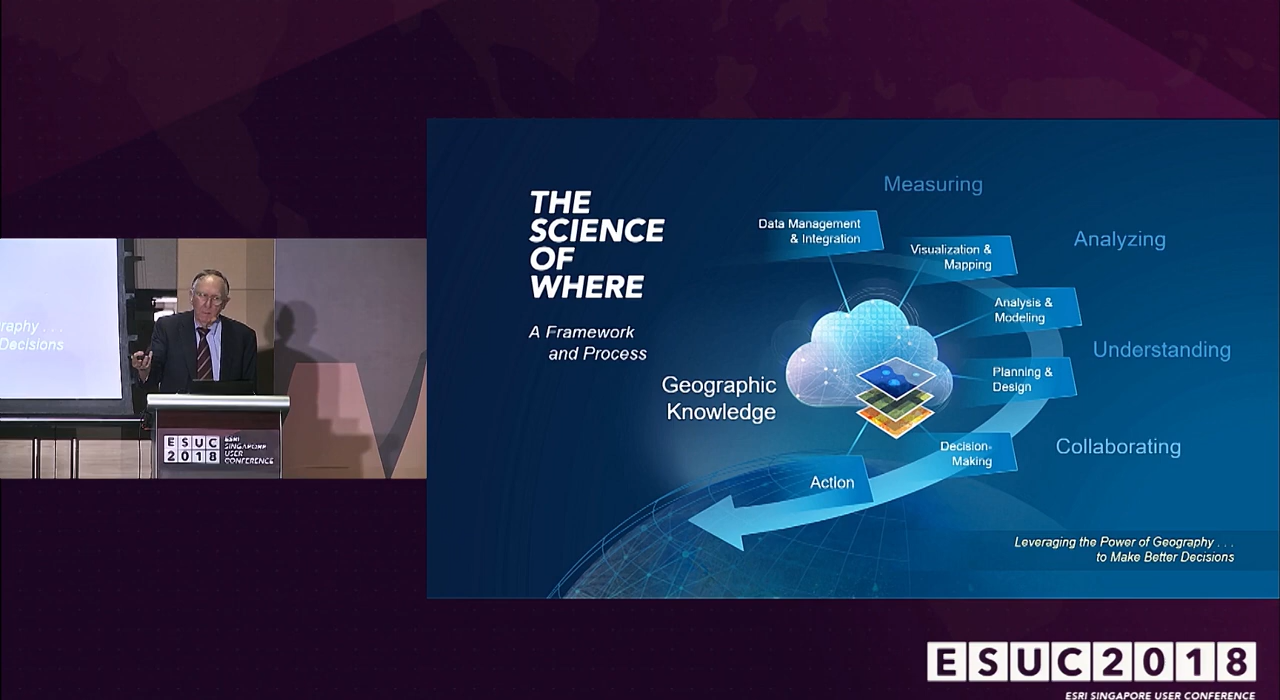 THE
SCIENCE
OF
WHERE
A Framework
and Process
Geographic
Knowledge
Measuring
Data Management
& Integration
Visualization &
Mapping
Analyzing
Analysis &
Modeling
Understanding
Planning &
Design
Collaborating
Decision-
Making
Action
Leveraging the Power of Geography . . .
to Make Better Decisions
raphy . . .
Decisions
ESUC
2018
ESRI
SINGAPORE
USER
CONFERENCE
ESUC2018
ESRI SINGAPORE USER CONFERENCE